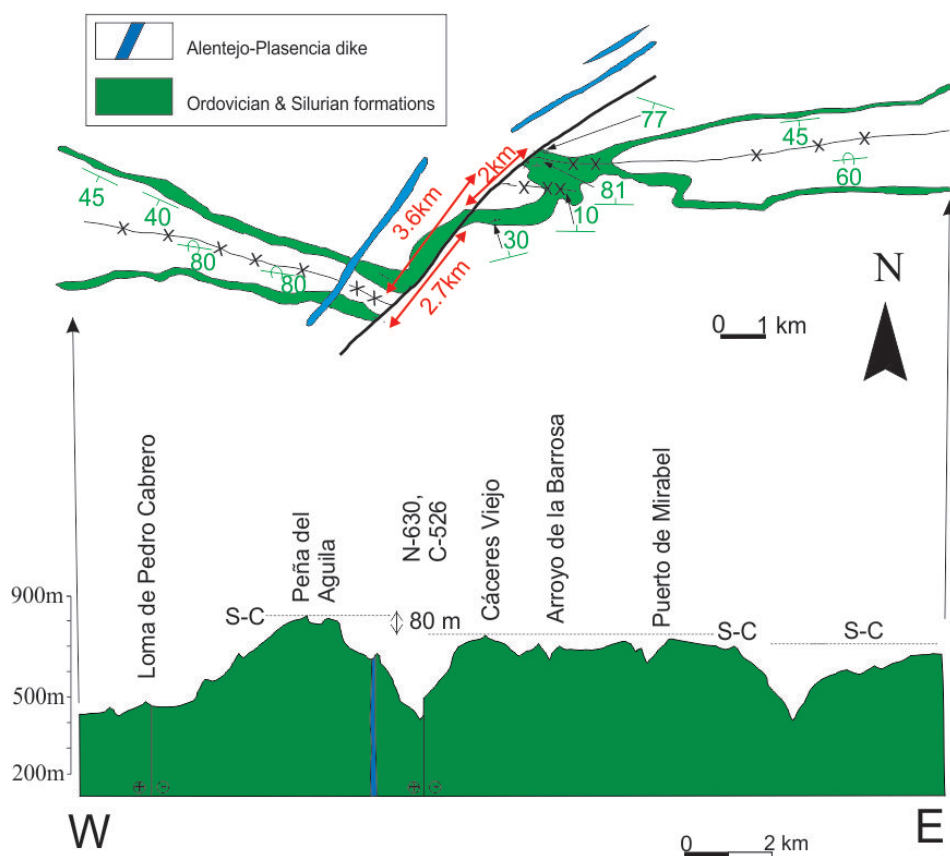 Alentejo-Plasencia dike
Ordovician & Silurian formations
77
45
60
2km
3.6km
81
10
30
2.7km
45
40
80
80
N
0 1 km
Loma de Pedro Cabrero
Peña del
Aguila
N-630,
C-526
Cáceres Viejo
Arroyo de la Barrosa
Puerto de Mirabel
900m
S-C
80 m
S-C
S-C
500m
200m
W
E
0 2 km